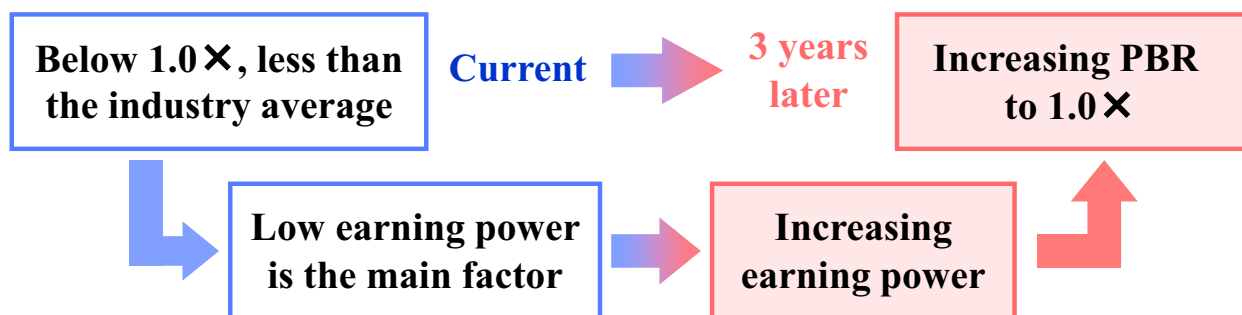 Below 1.0×, less than
the industry average
Current
3 years
later
Increasing PBR
to 1.0×
Low earning power
is the main factor
Increasing
earning power